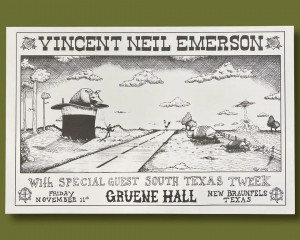 VINCENT NEIL EMERSON
With SPECIAL GUEST SOUTH TEXAS TWEEK
FRIDAY
NOVEMBER 11th
GRUENE HALL
NEW BRAUNFELS
TEXAS